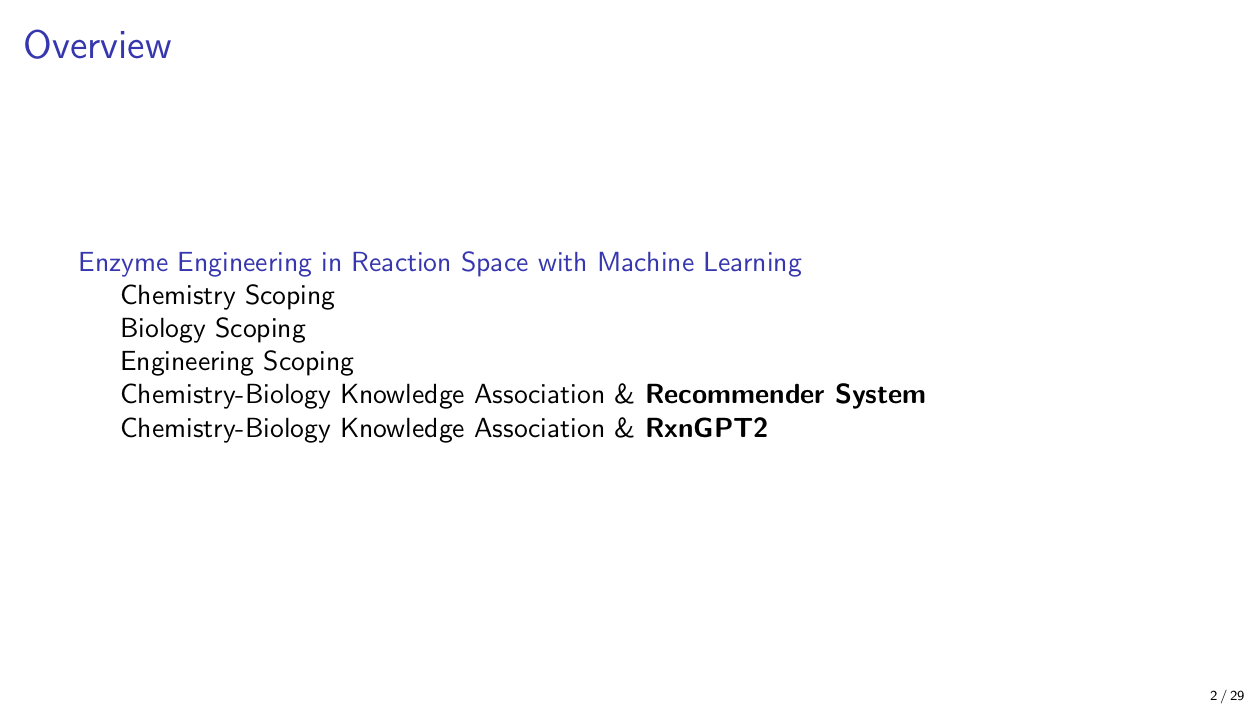 Overview
Enzyme Engineering in Reaction Space with Machine Learning
Chemistry Scoping
Biology Scoping
Engineering Scoping
Chemistry-Biology Knowledge Association & Recommender System
Chemistry-Biology Knowledge Association & RxnGPT2
2 / 29